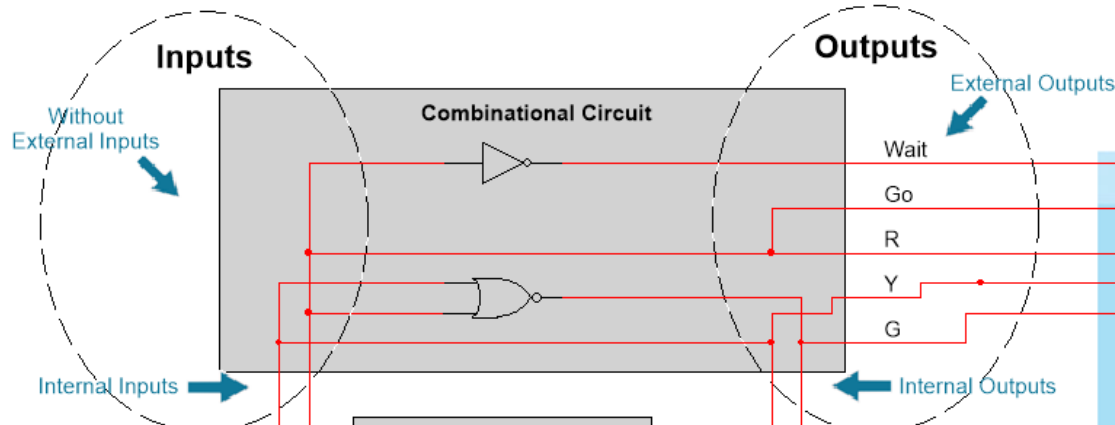 Inputs
Outputs
External Outputs
Combinational Circuit
Without
External Inputs
Wait
Go
R
Y
G
Internal Inputs
Internal Outputs